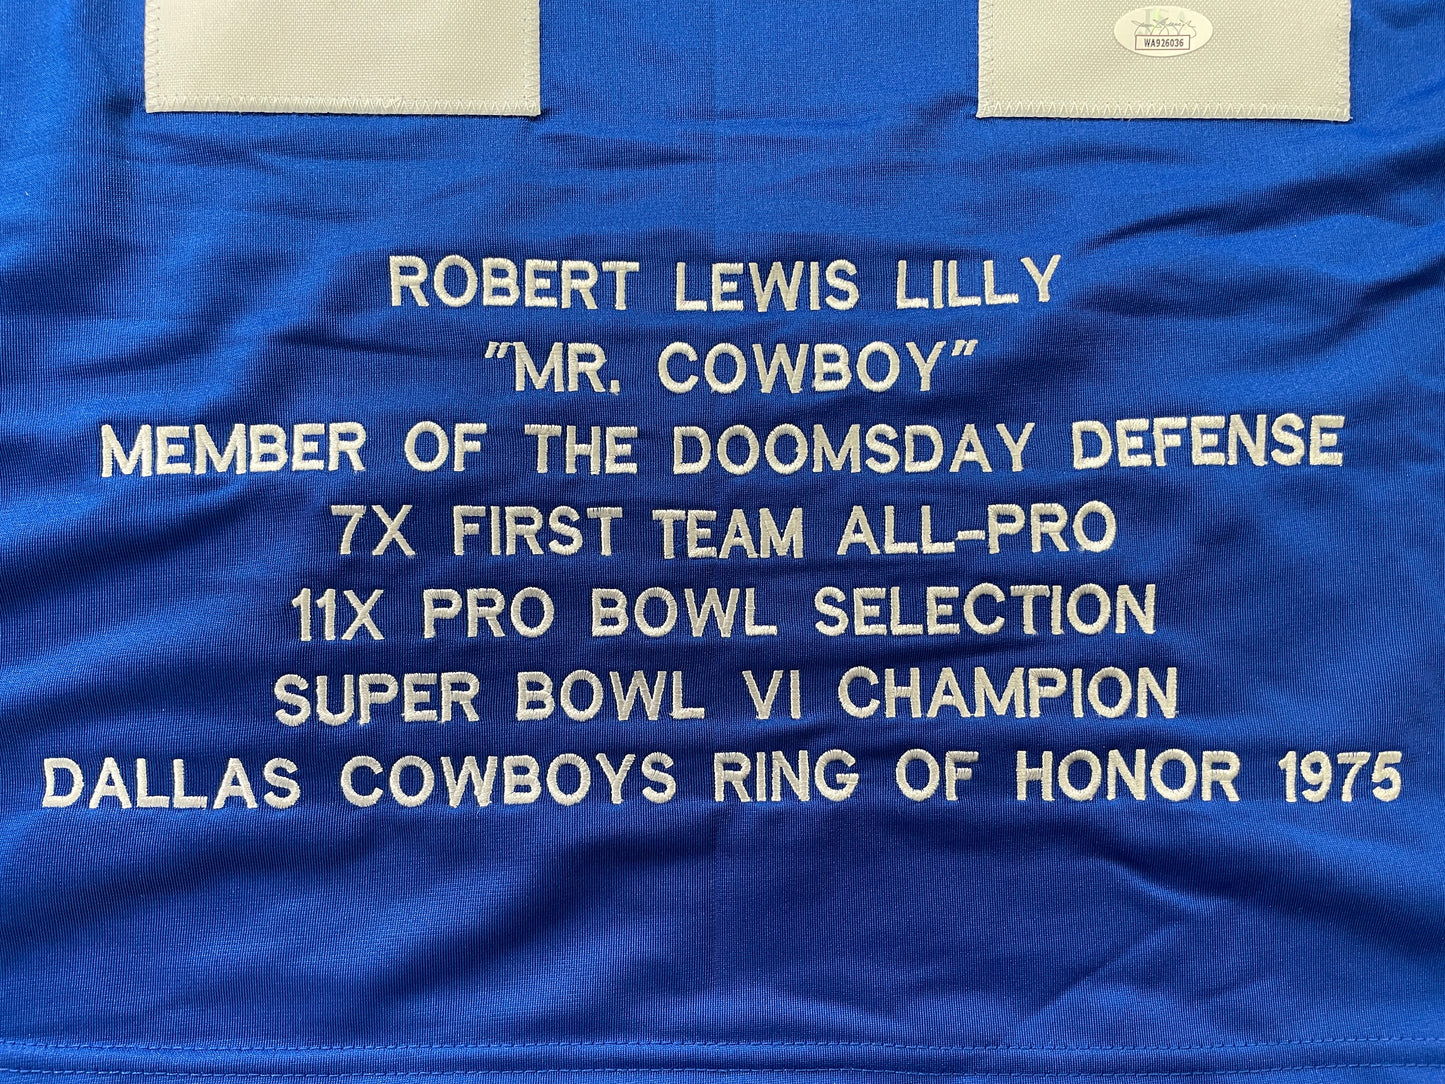 WA926036
ROBERT LEWIS LILLY
"MR. COWBOY"
MEMBER OF THE DOOMSDAY DEFENSE
7X FIRST TEAM ALL-PRO
11X PRO BOWL SELECTION
SUPER BOWL VI CHAMPION
DALLAS COWBOYS RING OF HONOR 1975